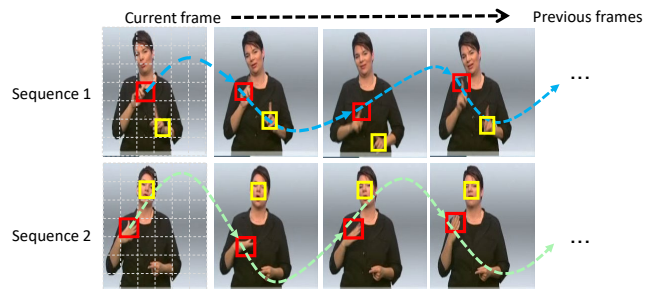 Current frame
Previous frames
Sequence 1
...
Sequence 2
...